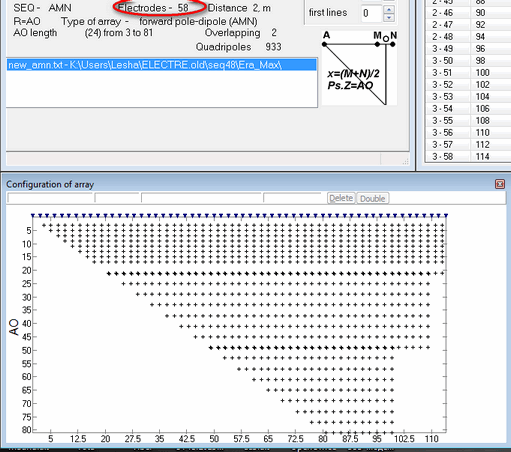 SEQ - AMN Electrodes - 58 Distance 2, m
R=AO Type of array - forward pole-dipole (AMN)
AO length (24) from 3 to 81 Overlapping 2
Quadripoles 933
first lines 0
new_amn.txt - K:\Users\Lesha\ELECTRE.old\seq48\Era_Max\
A M O N
x=(M+N)/2
Ps.Z=AO
2 - 45 88
2 - 46 90
2 - 47 92
2 - 48 94
3 - 49 96
3 - 50 98
3 - 51 100
3 - 52 102
3 - 53 104
3 - 54 106
3 - 55 108
3 - 56 110
3 - 57 112
3 - 58 114
Configuration of array
Delete Double
AO
5
10
15
20
25
30
35
40
45
50
55
60
65
70
75
80
5 12.5 20 27.5 35 42.5 50 57.5 65 72.5 80 87.5 95 102.5 110